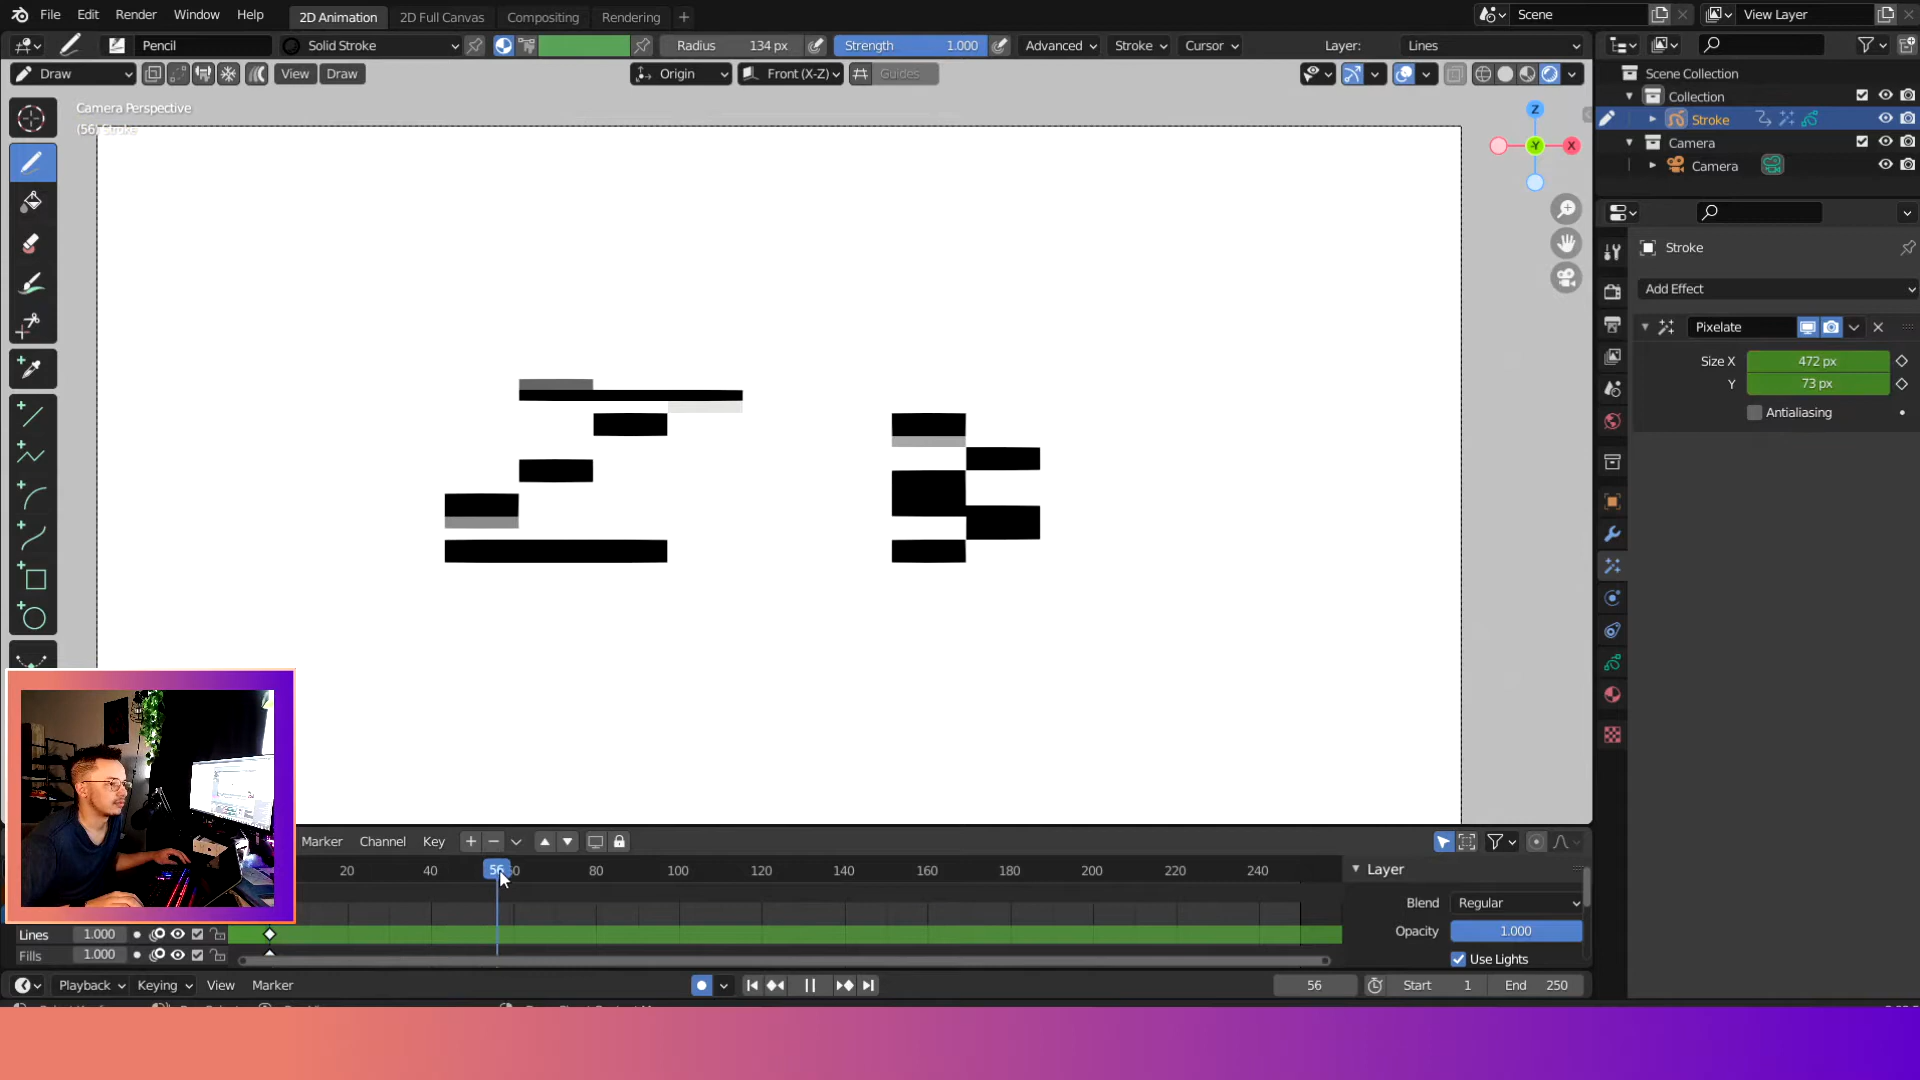 File Edit Render Window Help 2D Animation 2D Full Canvas Compositing Rendering + Scene View Layer
Pencil Solid Stroke Radius 134 px Strength 1.000 Advanced Stroke Cursor Layer: Lines
Draw View Draw Origin Front (X-Z) Guides
Scene Collection
Collection
Stroke
Camera
Camera
Camera Perspective
(56) Stroke
Z
-Y
X
Stroke
Add Effect
Pixelate
Size X 472 px
Y 73 px
Antialiasing
Marker Channel Key
20 40 56 80 100 120 140 160 180 200 220 240
Layer
Blend Regular
Lines 1.000
Opacity 1.000
Fills 1.000
Use Lights
Playback Keying View Marker 56 Start 1 End 250